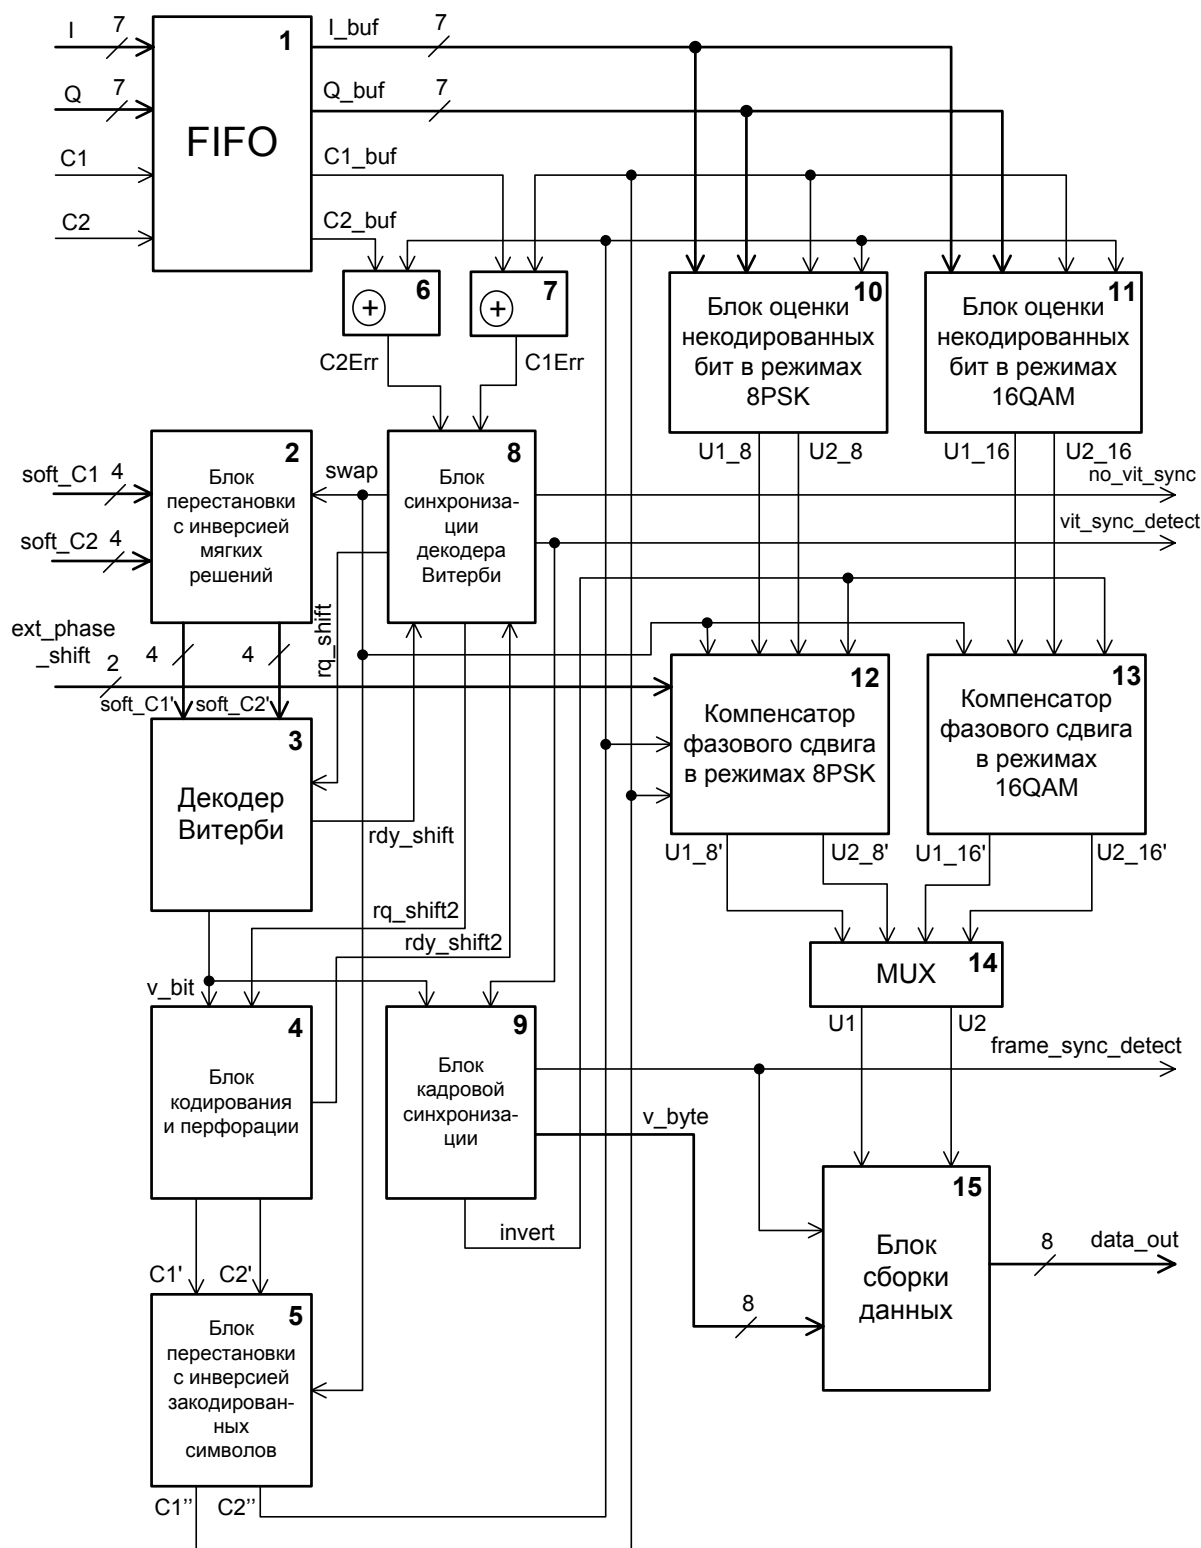 I
7
1
I_buf
7
Q
7
FIFO
Q_buf
7
C1
C1_buf
C2
C2_buf
6
+
7
+
C2Err
C1Err
10
Блок оценки
некодированных
бит в режимах
8PSK
11
Блок оценки
некодированных
бит в режимах
16QAM
U1_8
U2_8
U1_16
U2_16
soft_C1
4
soft_C2
4
2
Блок
перестановки
с инверсией
мягких
решений
swap
8
Блок
синхрониза-
ции
декодера
Витерби
no_vit_sync
vit_sync_detect
rq_shift
ext_phase
_shift
2
4
4
soft_C1'
soft_C2'
3
Декодер
Витерби
rdy_shift
12
Компенсатор
фазового сдвига
в режимах 8PSK
13
Компенсатор
фазового сдвига
в режимах
16QAM
U1_8'
U2_8'
U1_16'
U2_16'
rq_shift2
rdy_shift2
MUX
14
v_bit
U1
U2
4
Блок
кодирования
и перфорации
9
Блок
кадровой
синхрониза-
ции
frame_sync_detect
v_byte
invert
8
15
Блок
сборки
данных
8
data_out
C1'
C2'
5
Блок
перестановки
с инверсией
закодирован-
ных
символов
C1’’
C2’’